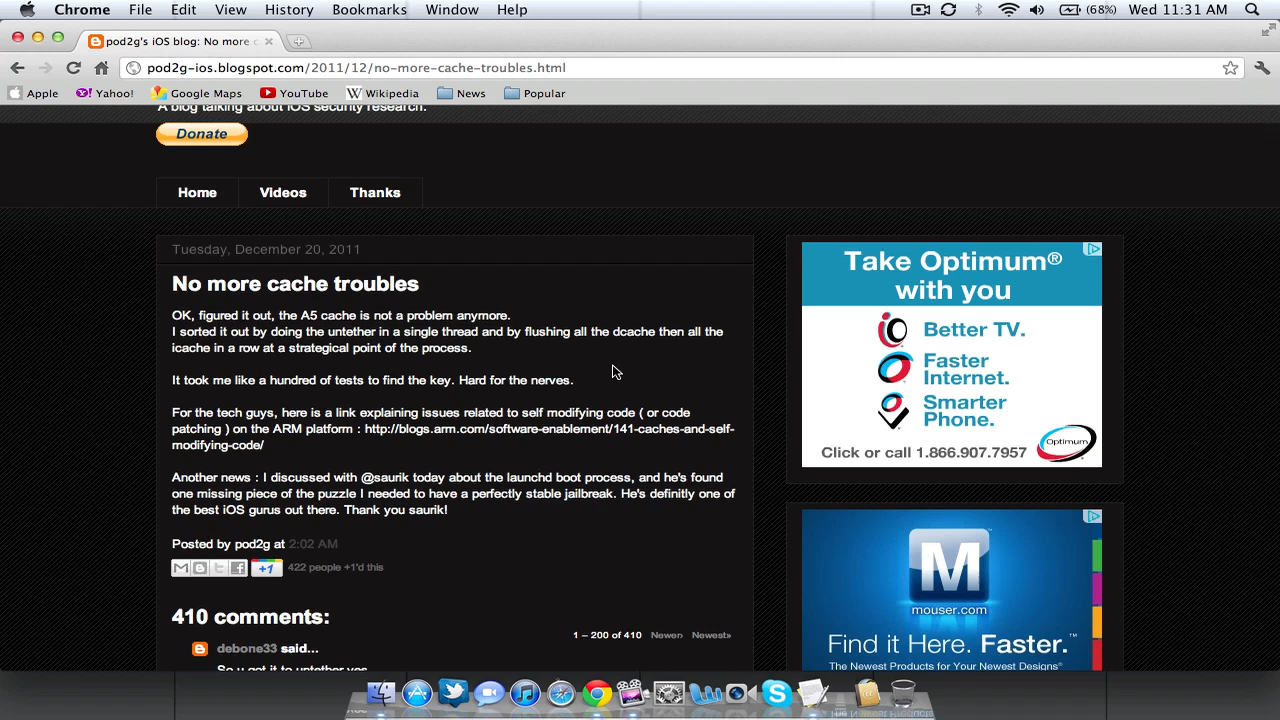 Chrome File Edit View History Bookmarks Window Help (68%) Wed 11:31 AM
pod2g's iOS blog: No more c
pod2g-ios.blogspot.com/2011/12/no-more-cache-troubles.html
Apple Yahoo! Google Maps YouTube Wikipedia News Popular
A blog talking about iOS security research.
Donate
Home Videos Thanks
Tuesday, December 20, 2011
No more cache troubles
OK, figured it out, the A5 cache is not a problem anymore.
I sorted it out by doing the untether in a single thread and by flushing all the dcache then all the
icache in a row at a strategical point of the process.
It took me like a hundred of tests to find the key. Hard for the nerves.
For the tech guys, here is a link explaining issues related to self modifying code ( or code
patching ) on the ARM platform : http://blogs.arm.com/software-enablement/141-caches-and-self-
modifying-code/
Another news : I discussed with @saurik today about the launchd boot process, and he's found
one missing piece of the puzzle I needed to have a perfectly stable jailbreak. He's definitly one of
the best iOS gurus out there. Thank you saurik!
Posted by pod2g at 2:02 AM
+1 422 people +1'd this
410 comments:
1 – 200 of 410 Newer› Newest»
debone33 said...
So u got it to untether yes
Take Optimum®
with you
Better TV.
Faster
Internet.
Smarter
Phone.
Optimum
Click or call 1.866.907.7957
M
mouser.com
Find it Here. Faster.™
The Newest Products for Your Newest Designs®